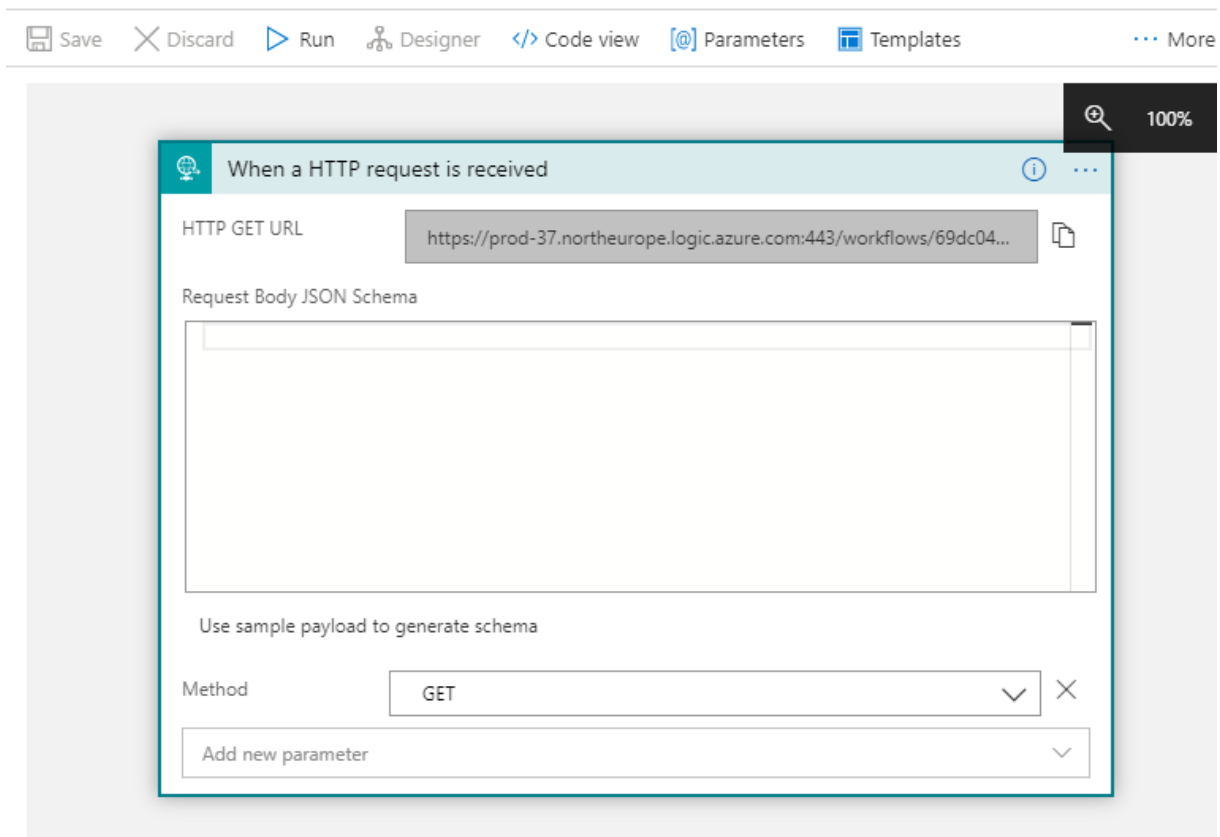 Save Discard Run Designer </> Code view [@] Parameters Templates ··· More
100%
When a HTTP request is received
HTTP GET URL https://prod-37.northeurope.logic.azure.com:443/workflows/69dc04...
Request Body JSON Schema
Use sample payload to generate schema
Method GET
Add new parameter